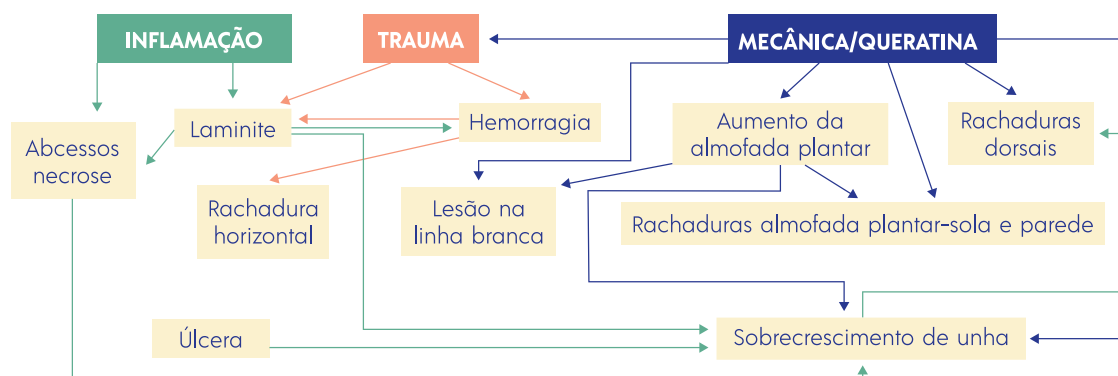 INFLAMAÇÃO
TRAUMA
MECÂNICA/QUERATINA
Abcessos
necrose
Laminite
Hemorragia
Aumento da
almofada plantar
Rachaduras
dorsais
Rachadura
horizontal
Lesão na
linha branca
Rachaduras almofada plantar-sola e parede
Úlcera
Sobrecrescimento de unha